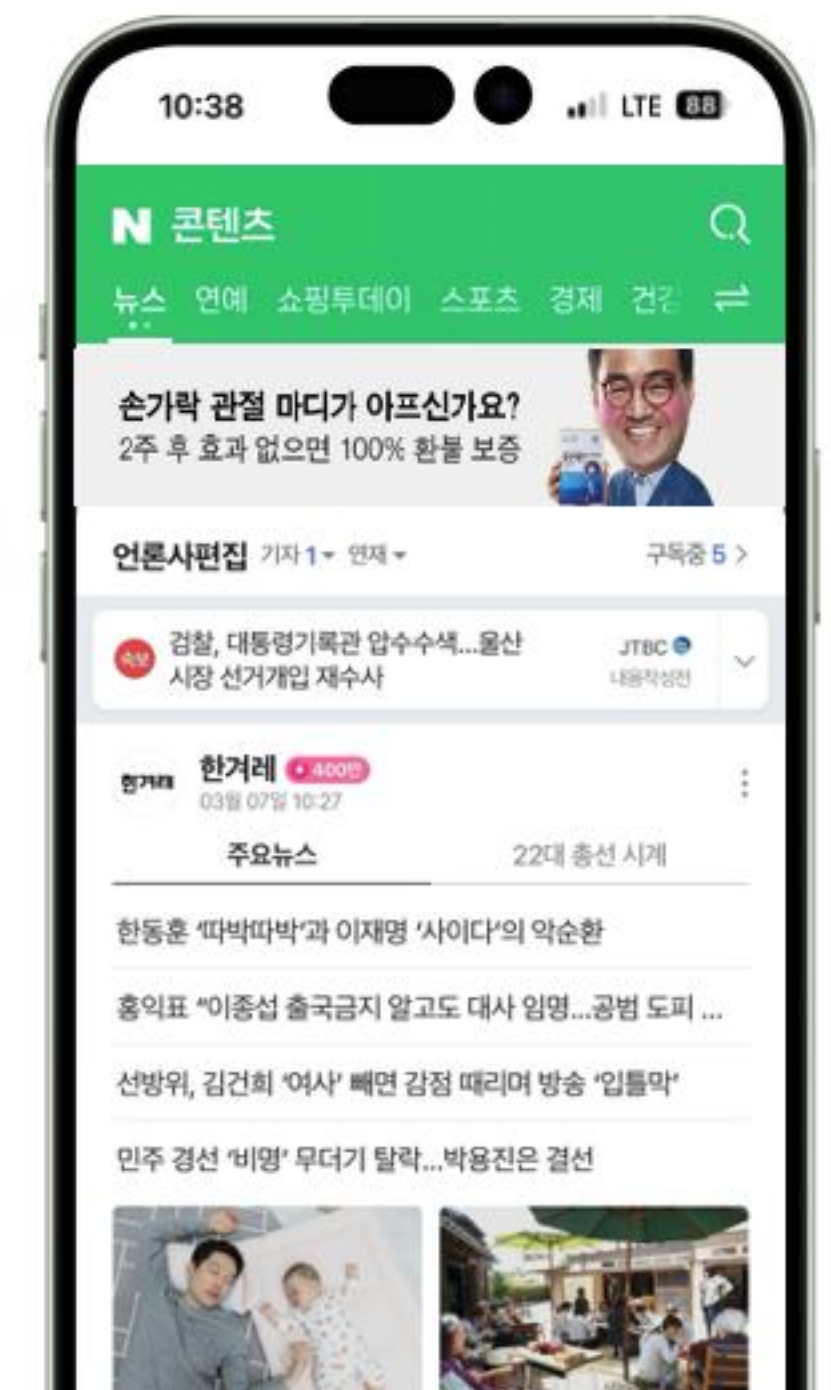 10:38
LTE 88
N 콘텐츠
뉴스 연예 쇼핑투데이 스포츠 경제 건강
손가락 관절 마디가 아프신가요?
2주 후 효과 없으면 100% 환불 보증
언론사편집 기자 1 연재 구독중 5 >
속보
검찰, 대통령기록관 압수수색...울산
시장 선거개입 재수사
JTBC
내용작성전
한겨레
한겨레 400만
03월 07일 10:27
주요뉴스 22대 총선 시계
한동훈 ‘따박따박’과 이재명 ‘사이다’의 악순환
홍익표 “이종섭 출국금지 알고도 대사 임명...공범 도피 ...
선방위, 김건희 ‘여사’ 빼면 감점 때리며 방송 ‘입틀막’
민주 경선 ‘비명’ 무더기 탈락...박용진은 결선